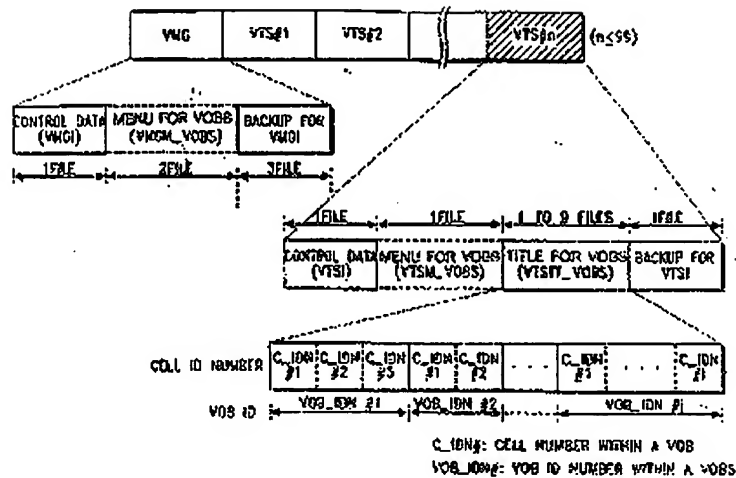 VMG VTS#1 VTS#2 VTS#n (n≤99)
CONTROL DATA (VMGI) MENU FOR VOBS (VMGM_VOBS) BACKUP FOR VMGI
1FILE 2FILE 3FILE
1FILE 1FILE 1 TO 9 FILES 1FILE
CONTROL DATA (VTSI) MENU FOR VOBS (VTSM_VOBS) TITLE FOR VOBS (VTSTT_VOBS) BACKUP FOR VTSI
CELL ID NUMBER C_IDN #1 C_IDN #2 C_IDN #3 C_IDN #1 C_IDN #2 . . . C_IDN #1 . . . C_IDN
VOB ID VOB_IDN #1 VOB_IDN #2 VOB_IDN
C_IDN#: CELL NUMBER WITHIN A VOB
VOB_IDN#: VOB ID NUMBER WITHIN A VOBS